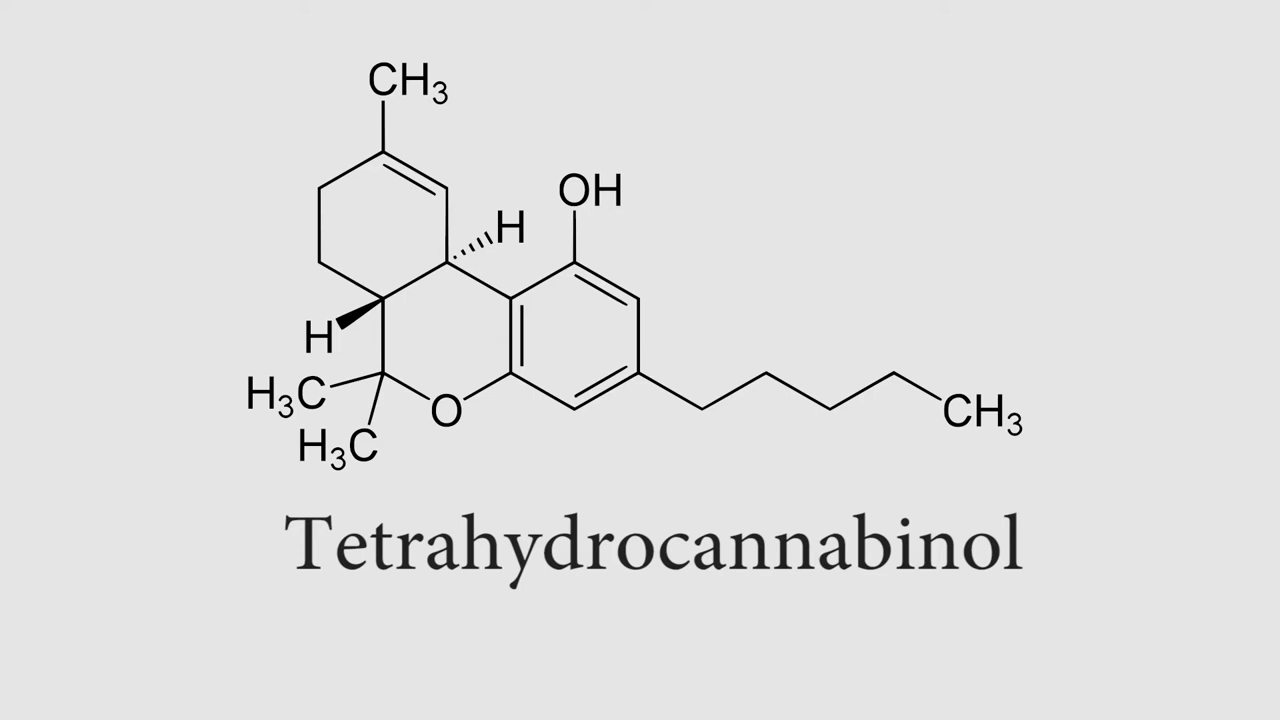 CH₃
OH
H
H
H₃C
O
CH₃
H₃C
Tetrahydrocannabinol